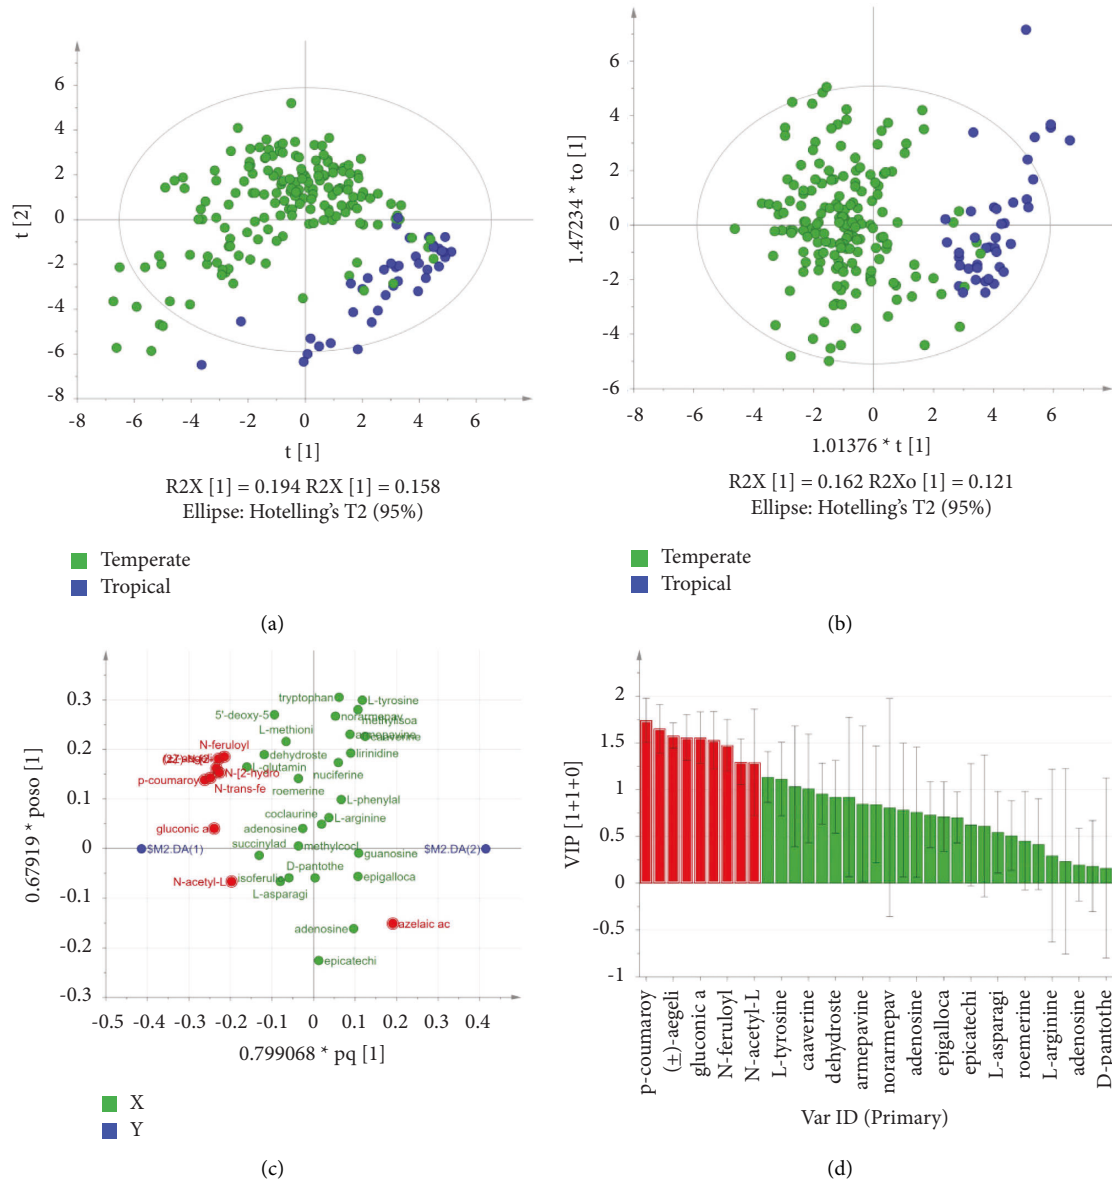 6
4
2
0
-2
-4
-6
-8
t [2]
-8 -6 -4 -2 0 2 4 6 8
t [1]
R2X [1] = 0.194 R2X [1] = 0.158
Ellipse: Hotelling's T2 (95%)
Temperate
Tropical
(a)
6
4
2
0
-2
-4
-6
1.47234 * to [1]
-8 -6 -4 -2 0 2 4 6 8
1.01376 * t [1]
R2X [1] = 0.162 R2Xo [1] = 0.121
Ellipse: Hotelling's T2 (95%)
Temperate
Tropical
(b)
0.3
0.2
0.1
0
-0.1
-0.2
-0.3
0.67919 * poso [1]
tryptophan
L-tyrosine
5'-deoxy-5
norarmepav
methylisoa
L-methioni
armepavine
caaverine
N-feruloyl
dehydroste
lirinidine
L-glutamin
N-[2-hydro
nuciferine
p-coumaroy
N-trans-fe
roemerine
L-phenylal
coclaurine
L-arginine
gluconic a
adenosine
$M2.DA(1)
succinylad
methylcocl
guanosine
$M2.DA(2)
D-pantothe
N-acetyl-L
isoferulic
epigalloca
L-asparagi
azelaic ac
adenosine
epicatechi
-0.5 -0.4 -0.3 -0.2 -0.1 0 0.1 0.2 0.3 0.4 0.5
0.799068 * pq [1]
X
Y
(c)
2
1.5
1
0.5
0
-0.5
-1
VIP [1+1+0]
p-coumaroy
(±)-aegeli
gluconic a
N-feruloyl
N-acetyl-L
L-tyrosine
caaverine
dehydroste
armepavine
norarmepav
adenosine
epigalloca
epicatechi
L-asparagi
roemerine
L-arginine
adenosine
D-pantothe
Var ID (Primary)
(d)